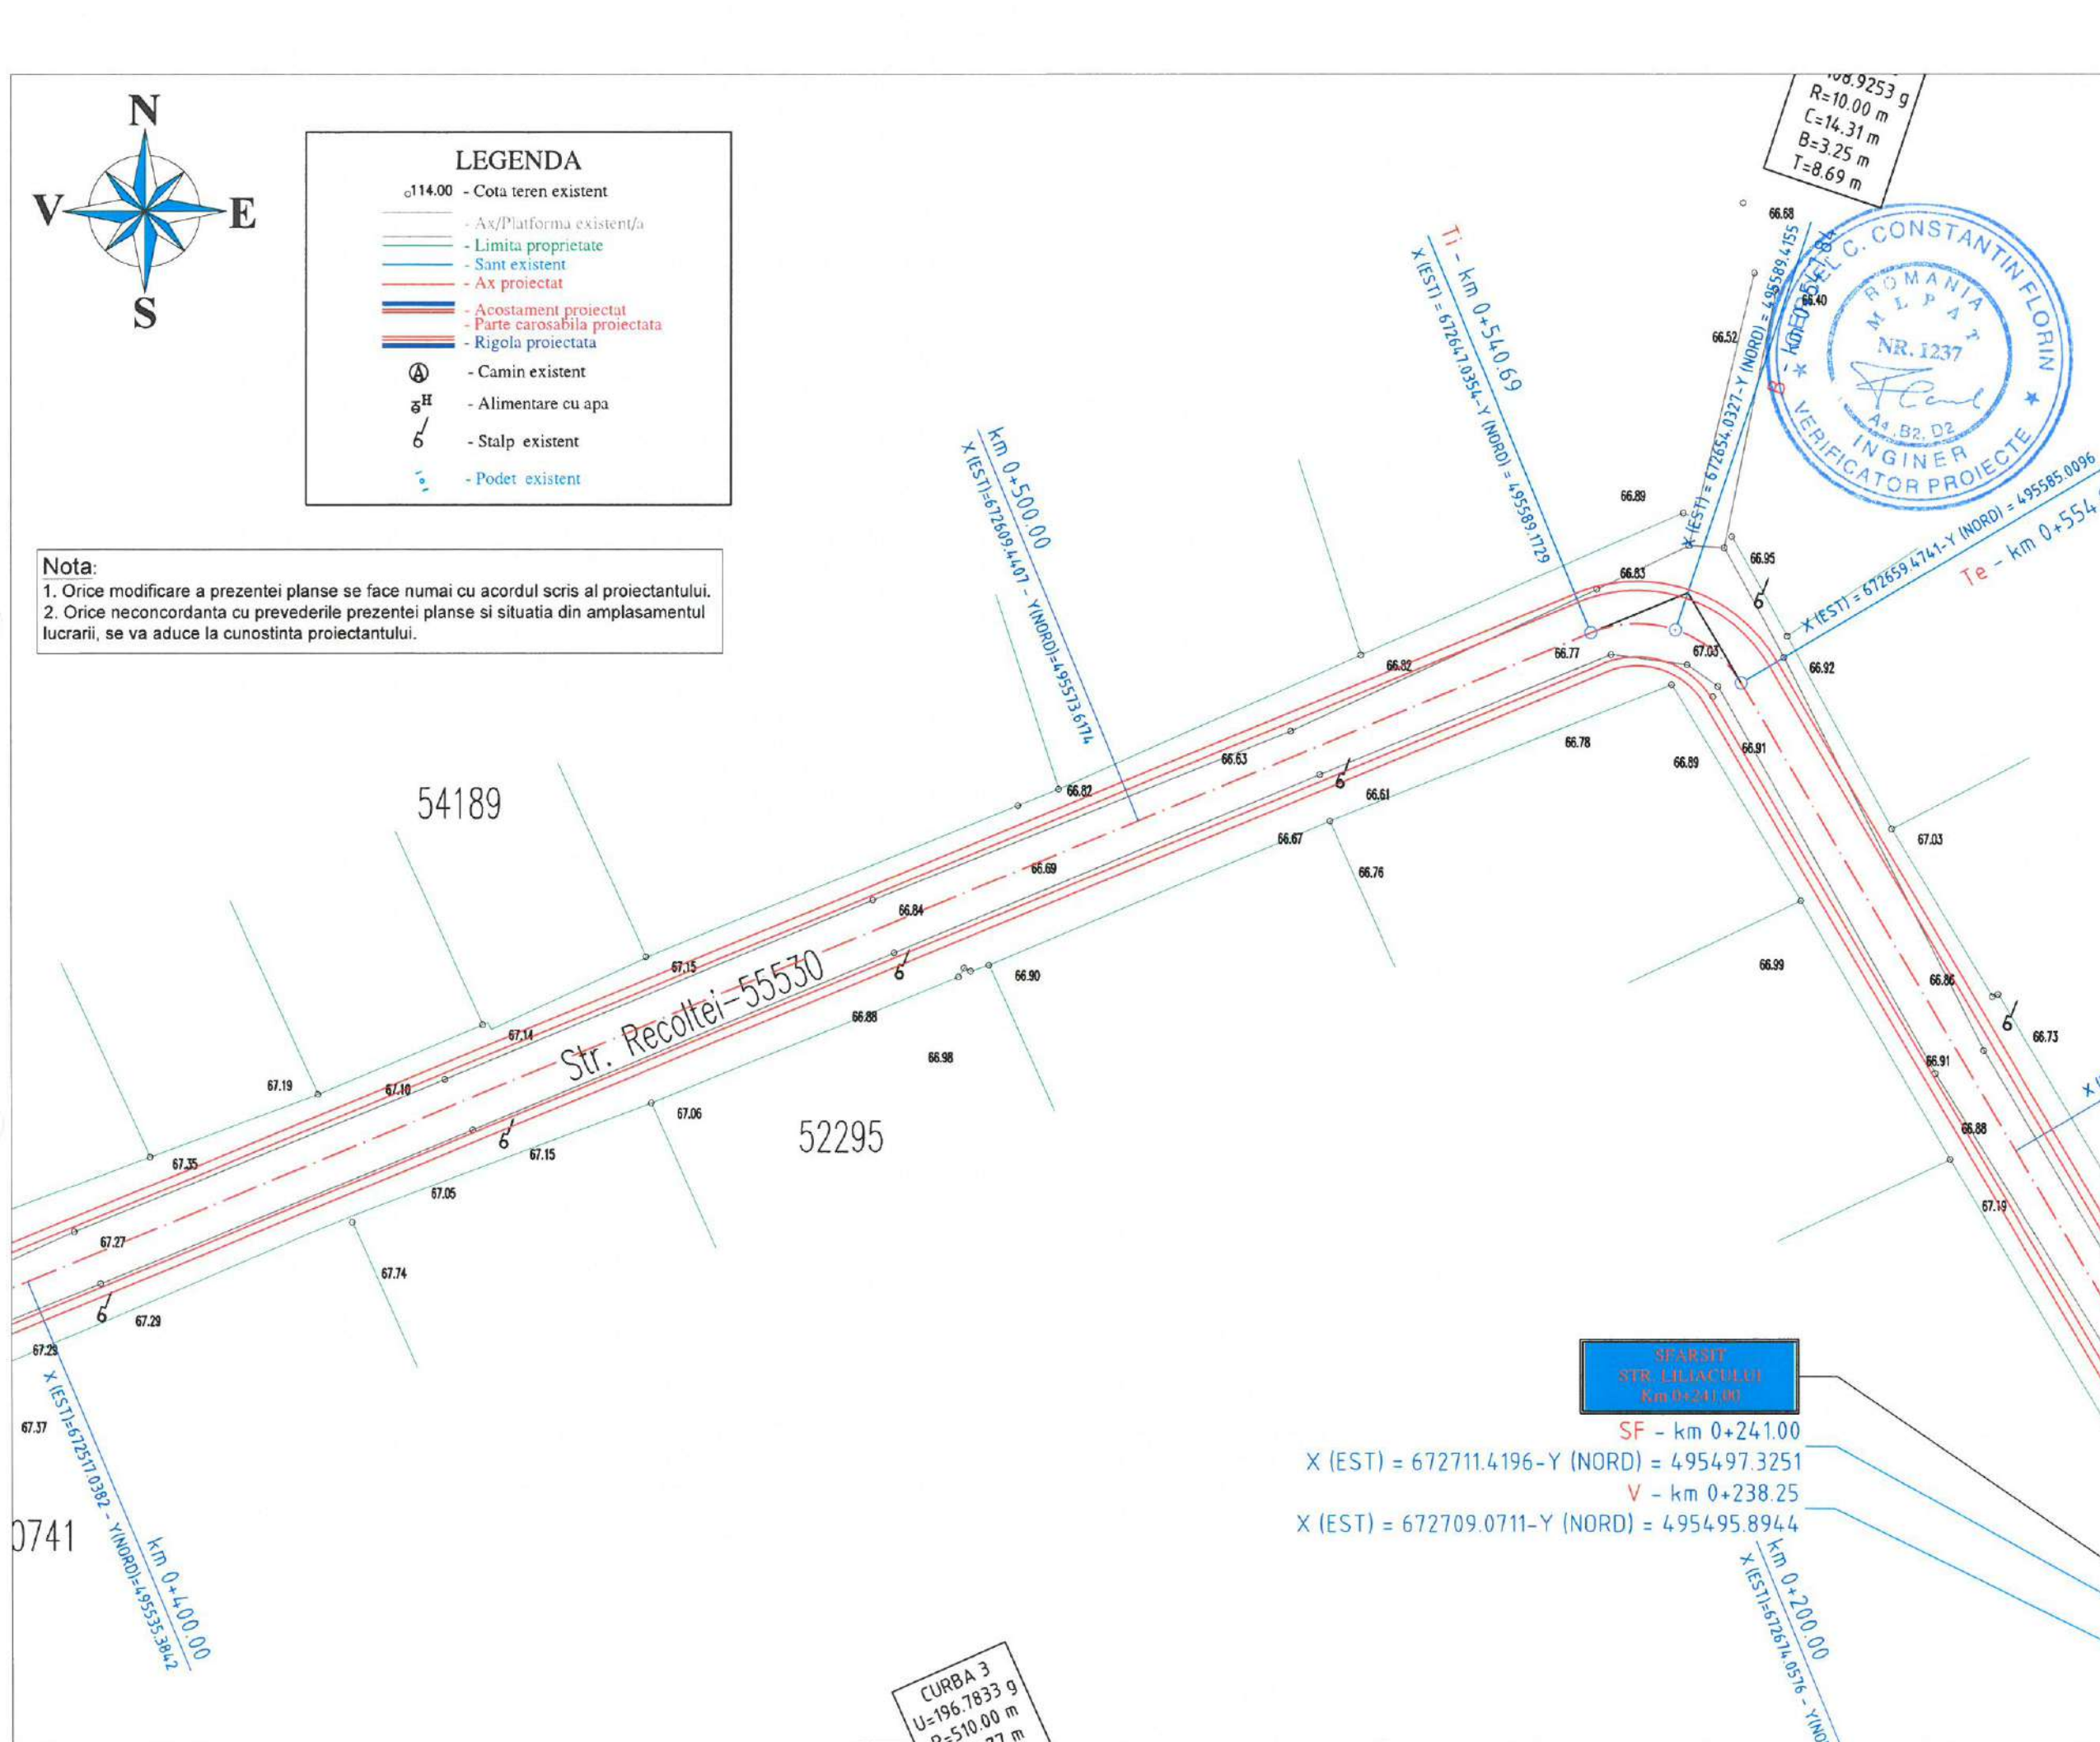 N
V
E
S
LEGENDA
114.00 - Cota teren existent
- Ax/Platforma existent/a
- Limita proprietate
- Sant existent
- Ax proiectat
- Acostament proiectat
- Parte carosabila proiectata
- Rigola proiectata
A - Camin existent
H - Alimentare cu apa
- Stalp existent
- Podet existent
Nota:
1. Orice modificare a prezentei planse se face numai cu acordul scris al proiectantului.
2. Orice neconcordanta cu prevederile prezentei planse si situatia din amplasamentul
lucrarii, se va aduce la cunostinta proiectantului.
R=10.00 m
C=14.31 m
B=3.25 m
T=8.69 m
C. CONSTANTIN FLORIN
ROMANIA
M L P A T
NR. 1237
A4, B2, D2
INGINER
VERIFICATOR PROIECTE
Ti - km 0+540.69
X (EST) = 672647.0354-Y (NORD) = 495589.1729
X (EST) = 672654.0327-Y (NORD) = 495589.4155
X (EST) = 672659.4741-Y (NORD) = 495585.0096
Te - km 0+554
km 0+500.00
X (EST)=672609.4407 - Y(NORD)=495573.6174
66.68
66.40
66.52
66.89
66.95
66.83
66.92
67.03
66.77
66.82
66.78
66.91
66.89
66.63
66.82
66.61
67.03
66.67
66.76
66.69
66.84
54189
67.15
66.90
66.99
66.86
66.73
Str. Recoltei-55530
66.88
66.98
67.14
66.91
67.19
67.10
67.06
66.88
52295
67.15
67.35
67.05
67.19
67.27
67.74
67.29
67.29
67.37
X (EST)=672517.0382 - Y(NORD)=495535.3842
km 0+400.00
0741
SFARSIT
STR. LILIACULUI
Km 0+241.00
SF - km 0+241.00
X (EST) = 672711.4196-Y (NORD) = 495497.3251
V - km 0+238.25
X (EST) = 672709.0711-Y (NORD) = 495495.8944
km 0+200.00
X (EST)=672674.0576 -
CURBA 3
U=196.7833 g
R=510.00 m